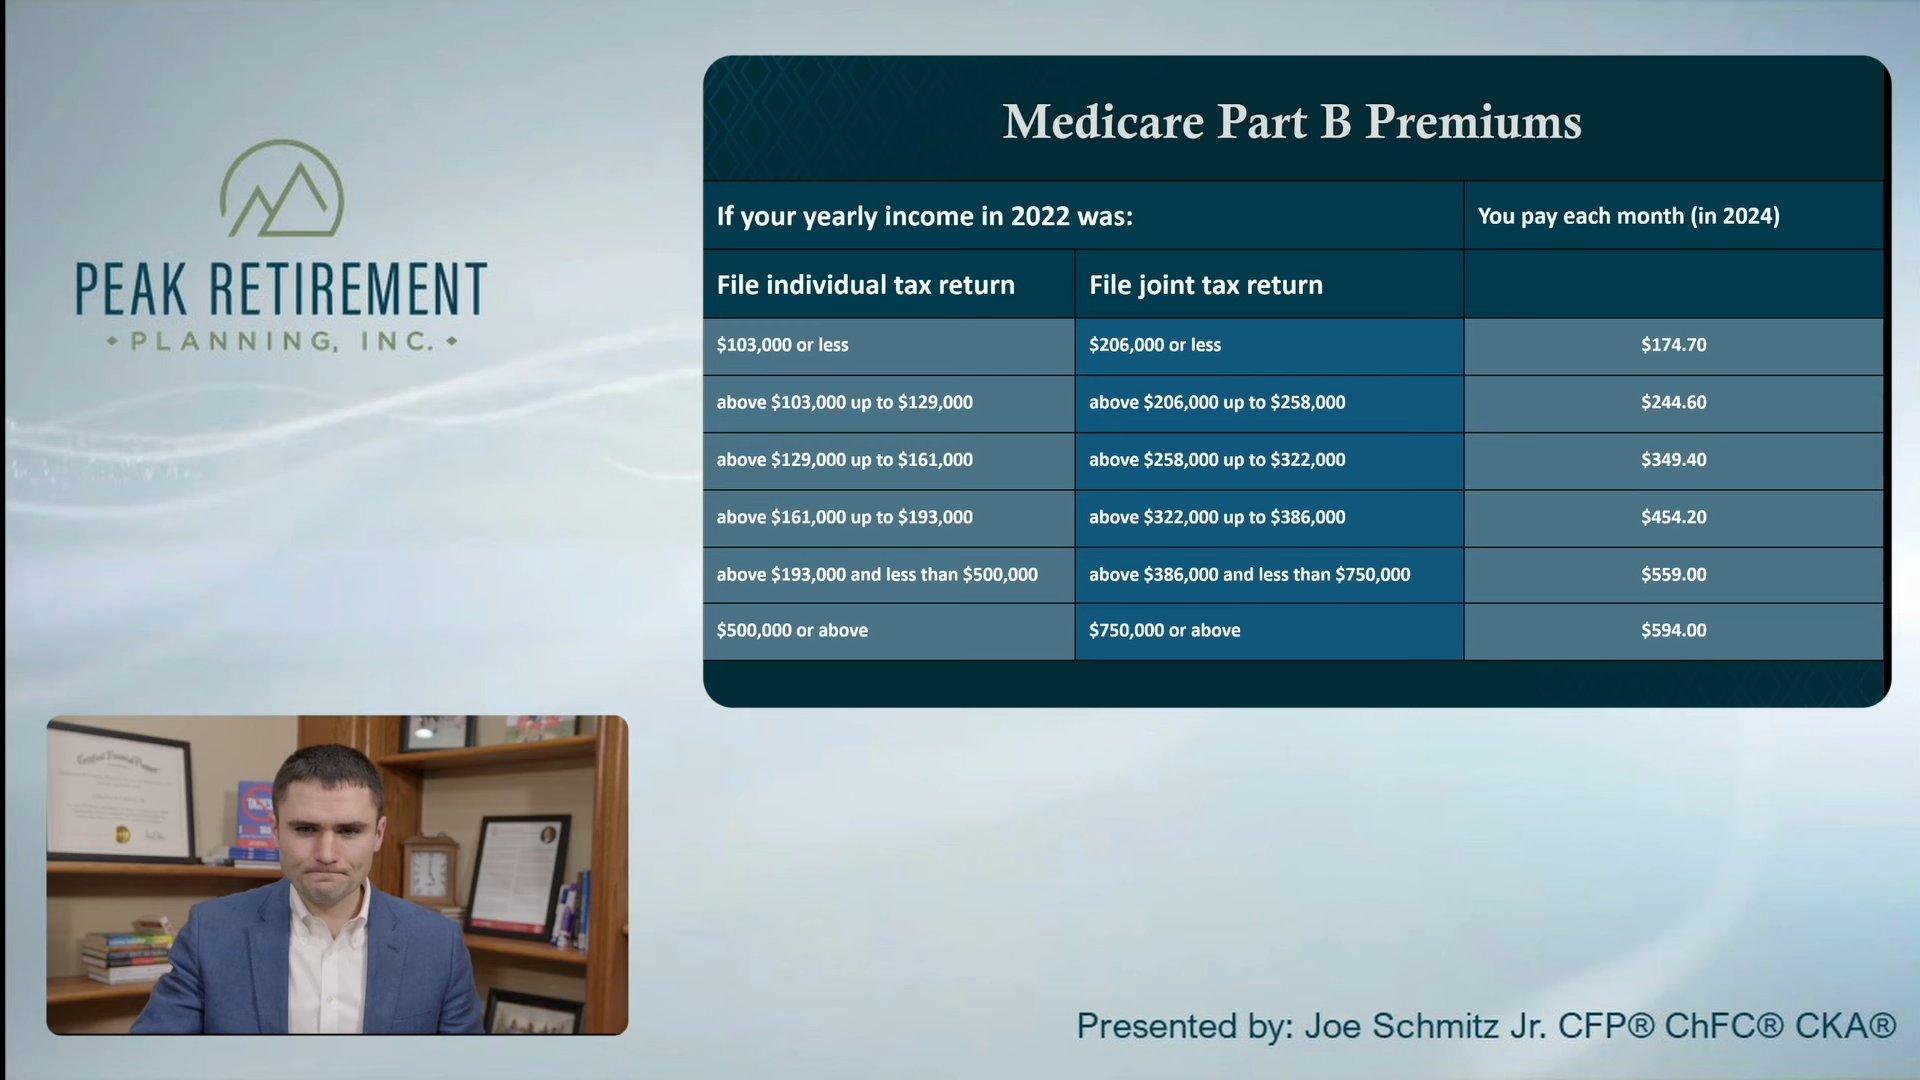 PEAK RETIREMENT
PLANNING, INC.
Medicare Part B Premiums
If your yearly income in 2022 was: You pay each month (in 2024)
File individual tax return File joint tax return
$103,000 or less $206,000 or less $174.70
above $103,000 up to $129,000 above $206,000 up to $258,000 $244.60
above $129,000 up to $161,000 above $258,000 up to $322,000 $349.40
above $161,000 up to $193,000 above $322,000 up to $386,000 $454.20
above $193,000 and less than $500,000 above $386,000 and less than $750,000 $559.00
$500,000 or above $750,000 or above $594.00
Certified Financial Planner
Presented by: Joe Schmitz Jr. CFP® ChFC® CKA®